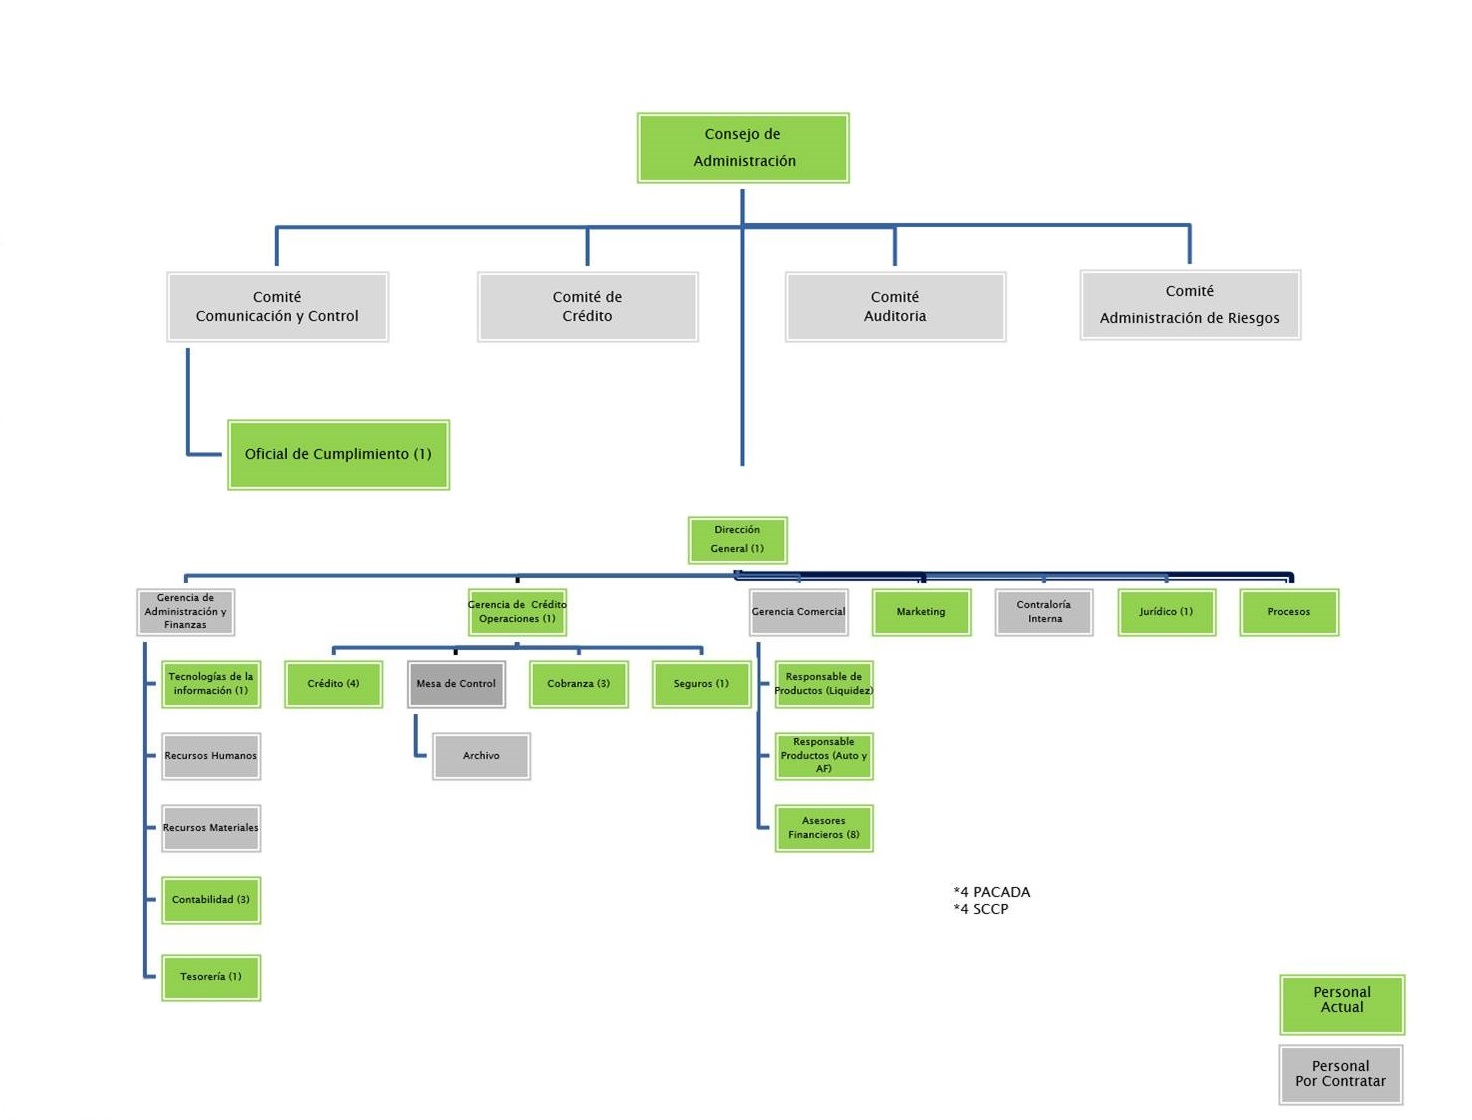 Consejo de
Administración
Comité
Comunicación y Control
Comité de
Crédito
Comité
Auditoria
Comité
Administración de Riesgos
Oficial de Cumplimiento (1)
Dirección
General (1)
Gerencia de
Administración y
Finanzas
Gerencia de  Crédito
Operaciones (1)
Gerencia Comercial
Marketing
Contraloría
Interna
Jurídico (1)
Procesos
Tecnologías de la
información (1)
Crédito (4)
Mesa de Control
Cobranza (3)
Seguros (1)
Responsable de
Productos (Liquidez)
Recursos Humanos
Archivo
Responsable
Productos (Auto y
AF)
Recursos Materiales
Asesores
Financieros (8)
Contabilidad (3)
*4 PACADA
*4 SCCP
Tesorería (1)
Personal
Actual
Personal
Por Contratar